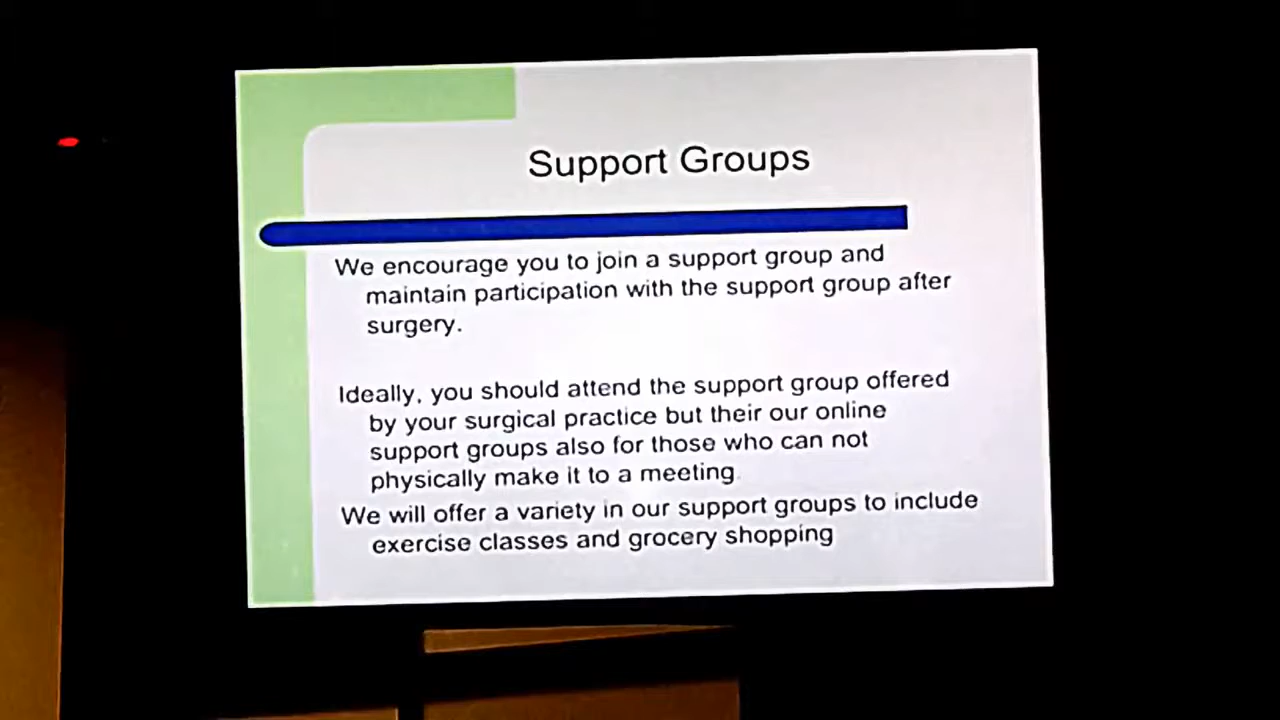 Support Groups
We encourage you to join a support group and
maintain participation with the support group after
surgery.
Ideally, you should attend the support group offered
by your surgical practice but their our online
support groups also for those who can not
physically make it to a meeting.
We will offer a variety in our support groups to include
exercise classes and grocery shopping